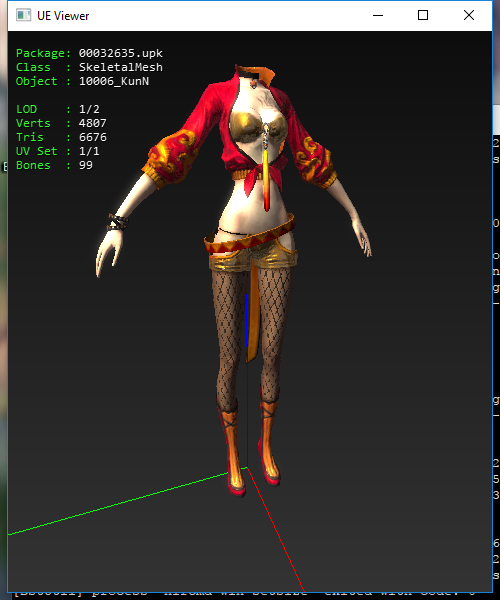 UE Viewer
Package: 00032635.upk
Class : SkeletalMesh
Object : 10006_KunN
LOD : 1/2
Verts : 4807
Tris : 6676
UV Set : 1/1
Bones : 99